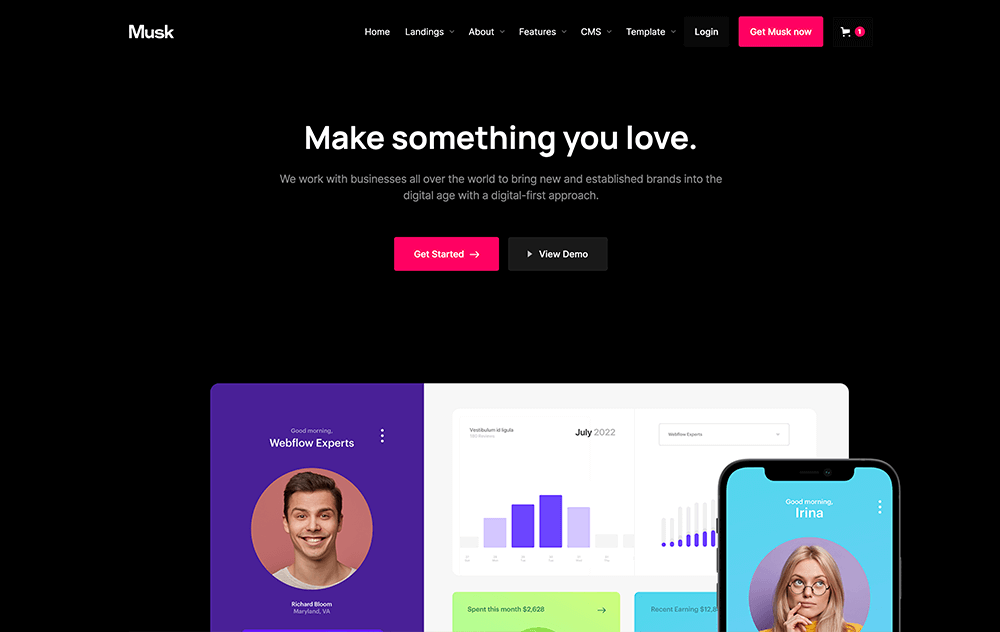 Musk
Home Landings About Features CMS Template Login Get Musk now 1
Make something you love.
We work with businesses all over the world to bring new and established brands into the
digital age with a digital-first approach.
Get Started → View Demo
Good morning,
Webflow Experts
Richard Bloom
Maryland, VA
Vestibulum id ligula
July 2022
Webflow Experts
Spent this month $2,628 →
Recent Earning $12,8
Good morning,
Irina